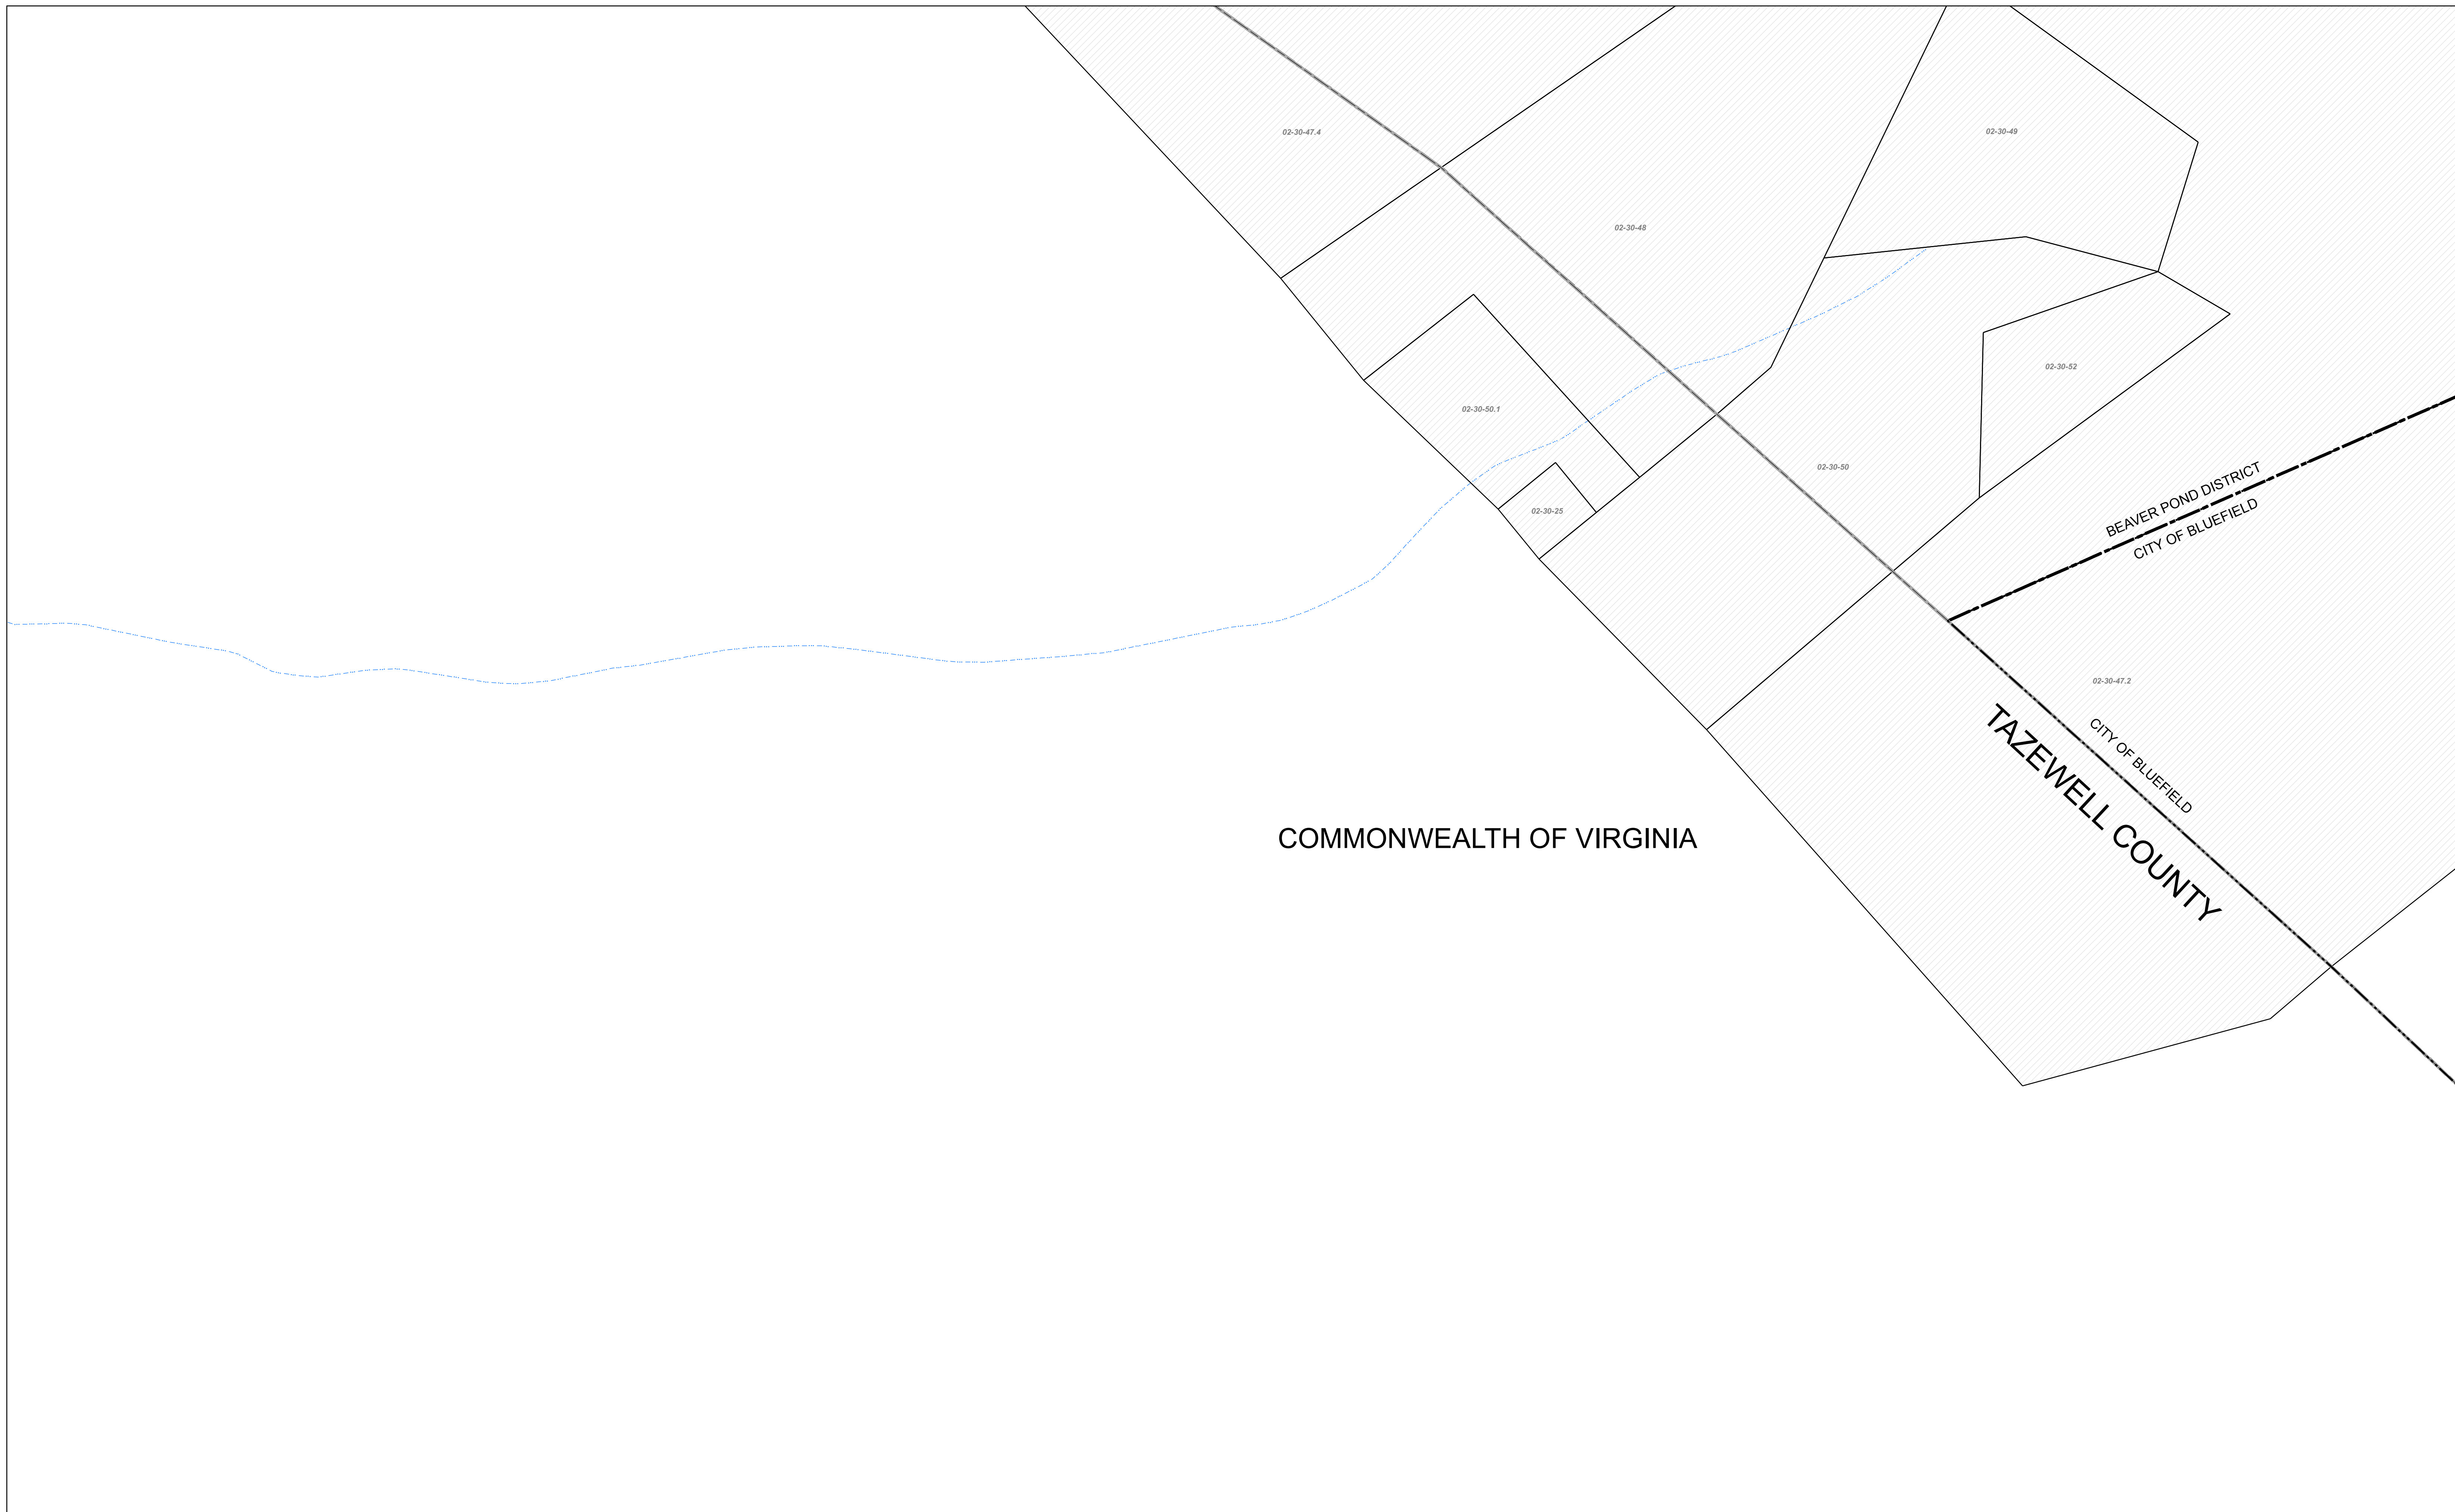 02-30-47.4
02-30-49
02-30-48
02-30-52
02-30-50.1
02-30-50
BEAVER POND DISTRICT
CITY OF BLUEFIELD
02-30-25
02-30-47.2
TAZEWELL COUNTY
CITY OF BLUEFIELD
COMMONWEALTH OF VIRGINIA